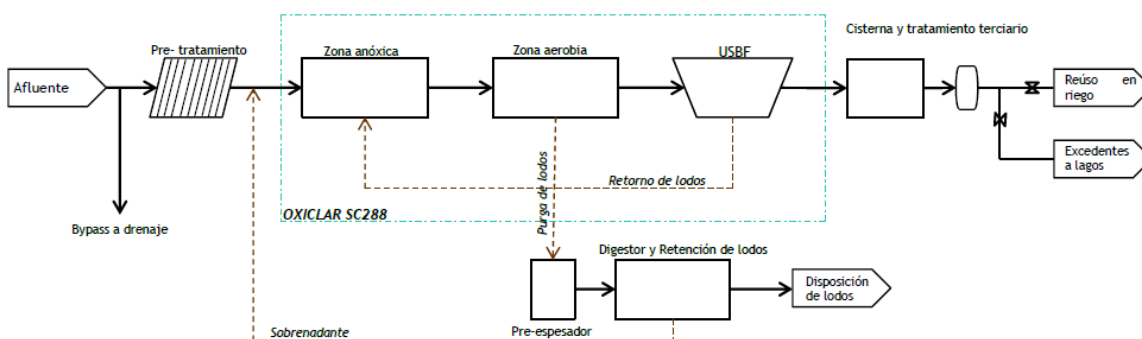 Cisterna y tratamiento terciario
Pre- tratamiento
Zona anóxica
Zona aerobia
USBF
Afluente
Reúso en
riego
Excedentes
a lagos
Retorno de lodos
Purga de lodos
OXICLAR SC288
Bypass a drenaje
Digestor y Retención de lodos
Disposición
de lodos
Pre-espesador
Sobrenadante